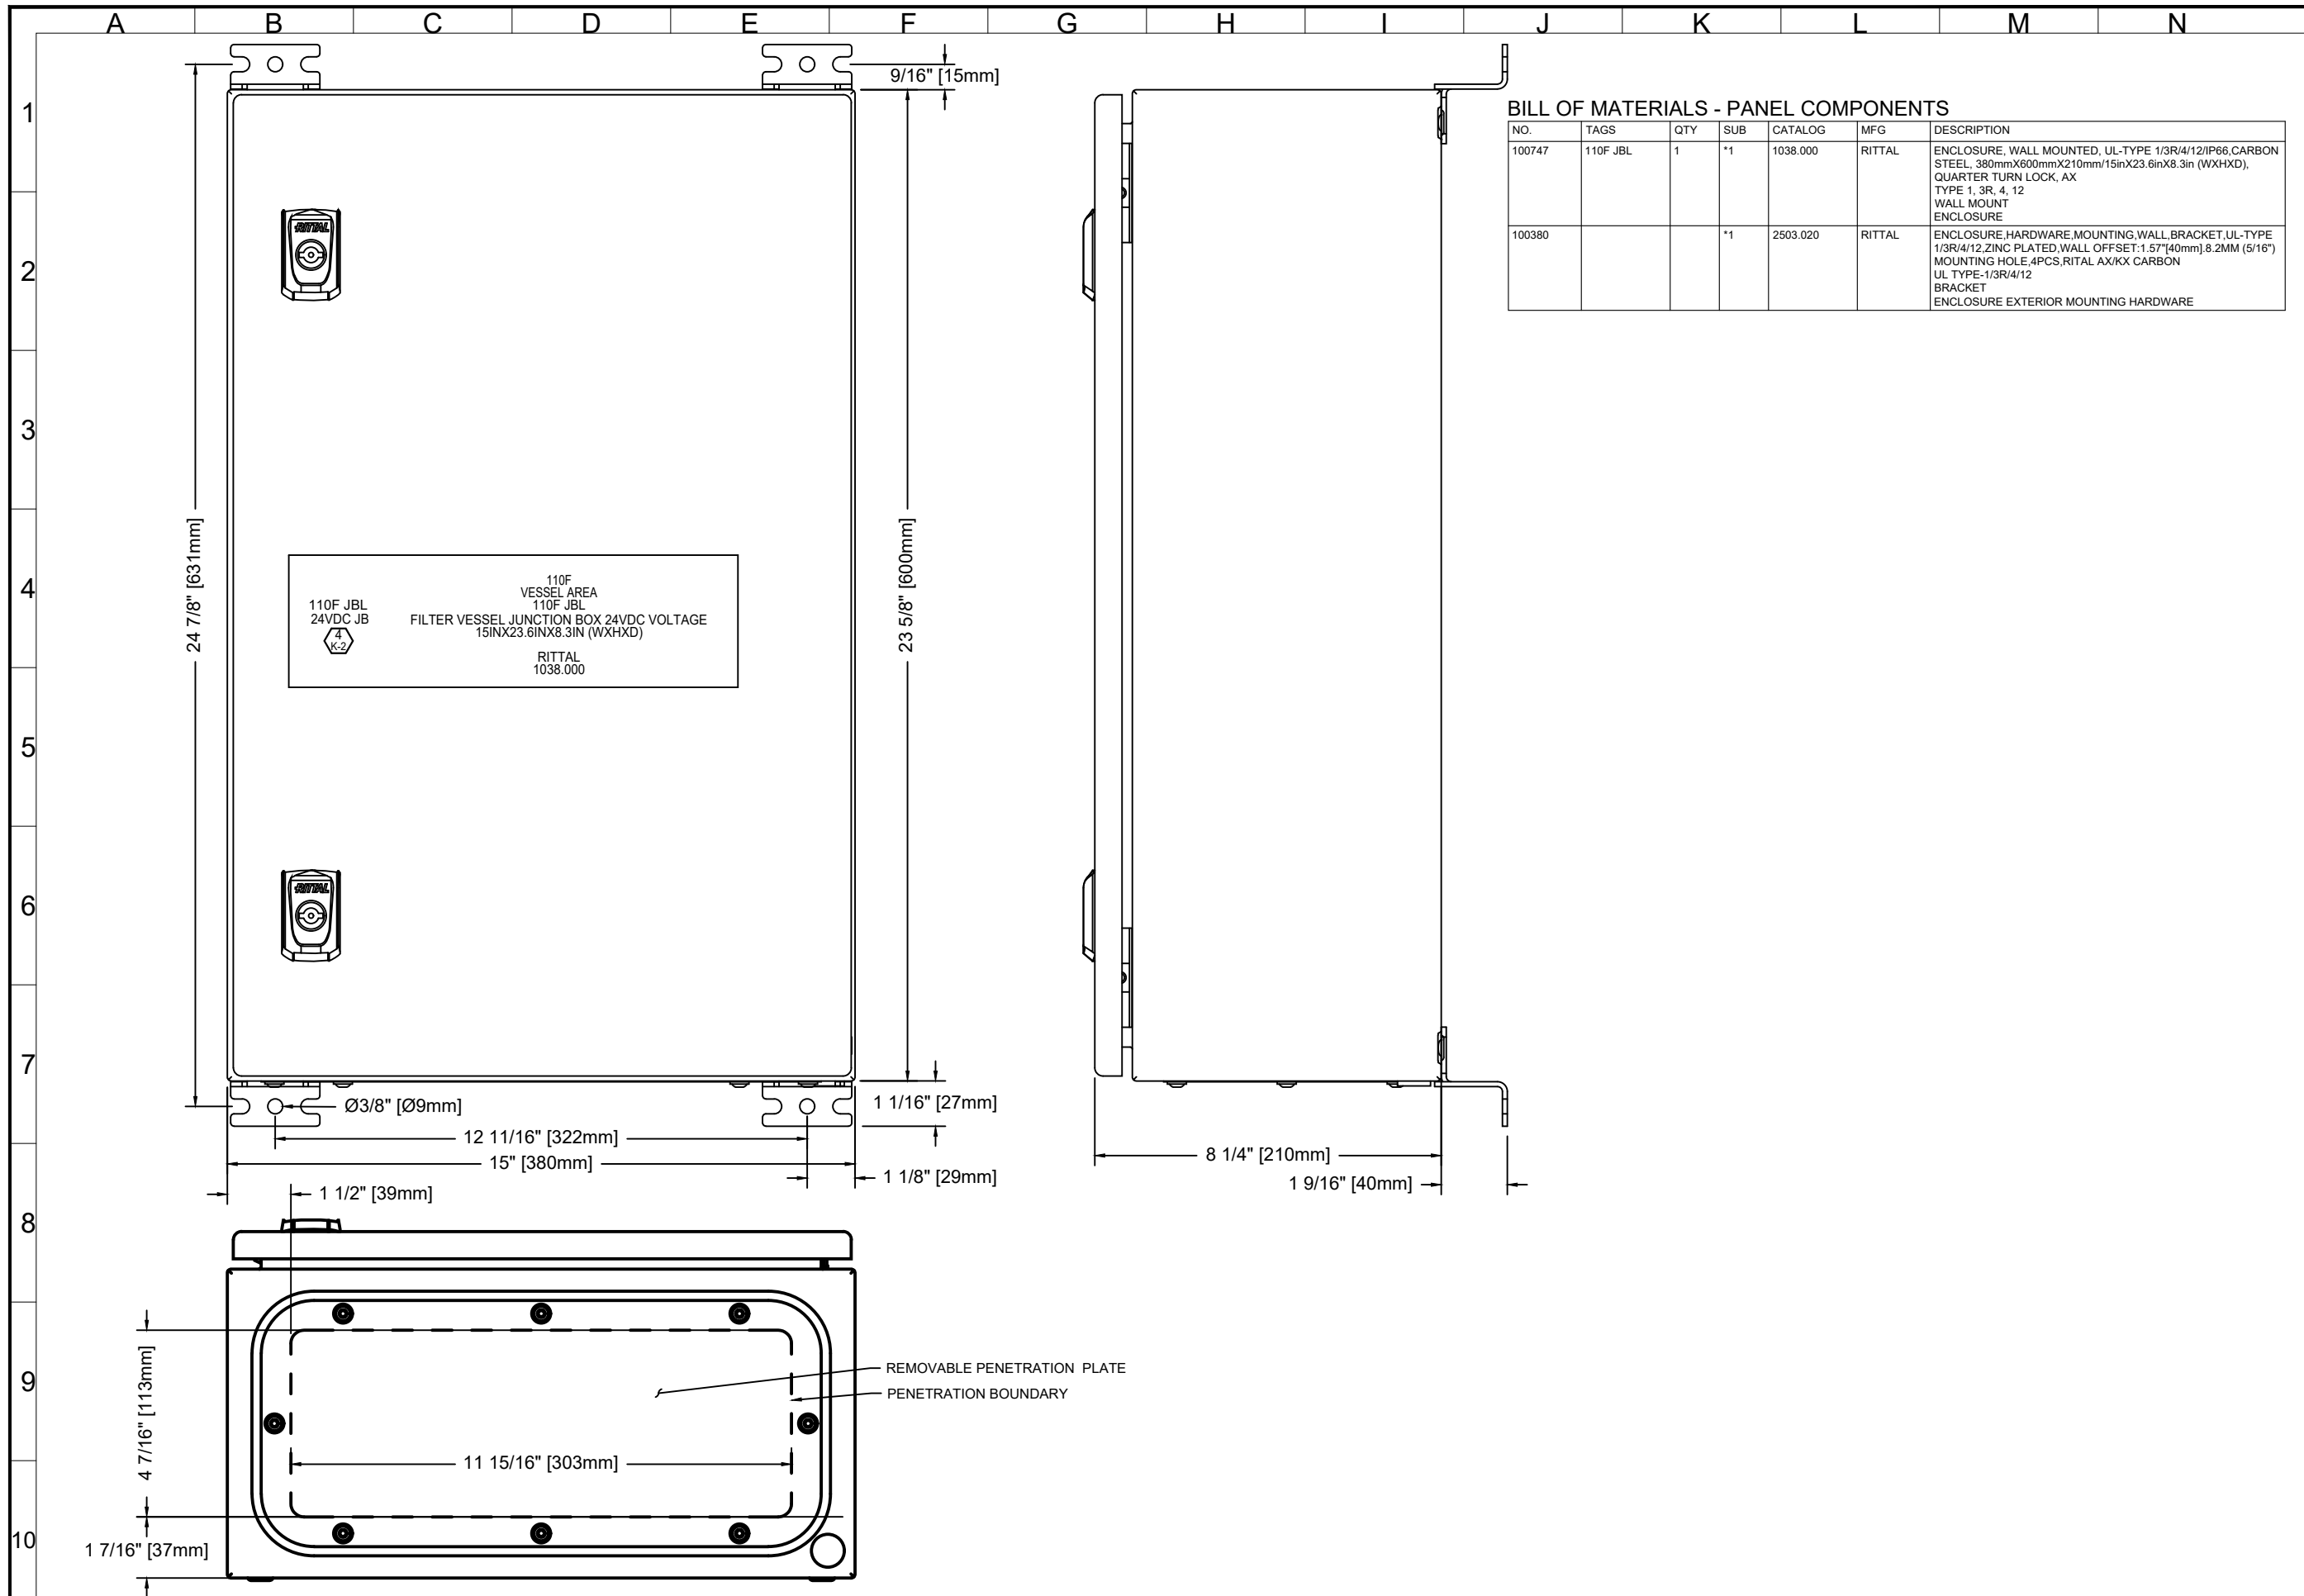 A B C D E F G H I J K L M N
1
2
3
4
5
6
7
8
9
10
9/16" [15mm]
24 7/8" [631mm]
23 5/8" [600mm]
RITTAL
110F JBL
24VDC JB
4
K-2
110F
VESSEL AREA
110F JBL
FILTER VESSEL JUNCTION BOX 24VDC VOLTAGE
15INX23.6INX8.3IN (WXHXD)
RITTAL
1038.000
RITTAL
Ø3/8" [Ø9mm]
1 1/16" [27mm]
12 11/16" [322mm]
15" [380mm]
1 1/8" [29mm]
1 1/2" [39mm]
8 1/4" [210mm]
1 9/16" [40mm]
BILL OF MATERIALS - PANEL COMPONENTS
NO. TAGS QTY SUB CATALOG MFG DESCRIPTION
100747 110F JBL 1 *1 1038.000 RITTAL ENCLOSURE, WALL MOUNTED, UL-TYPE 1/3R/4/12/IP66,CARBON
STEEL, 380mmX600mmX210mm/15inX23.6inX8.3in (WXHXD),
QUARTER TURN LOCK, AX
TYPE 1, 3R, 4, 12
WALL MOUNT
ENCLOSURE
100380 *1 2503.020 RITTAL ENCLOSURE,HARDWARE,MOUNTING,WALL,BRACKET,UL-TYPE
1/3R/4/12,ZINC PLATED,WALL OFFSET:1.57"[40mm].8.2MM (5/16")
MOUNTING HOLE,4PCS,RITAL AX/KX CARBON
UL TYPE-1/3R/4/12
BRACKET
ENCLOSURE EXTERIOR MOUNTING HARDWARE
4 7/16" [113mm]
REMOVABLE PENETRATION PLATE
PENETRATION BOUNDARY
11 15/16" [303mm]
1 7/16" [37mm]